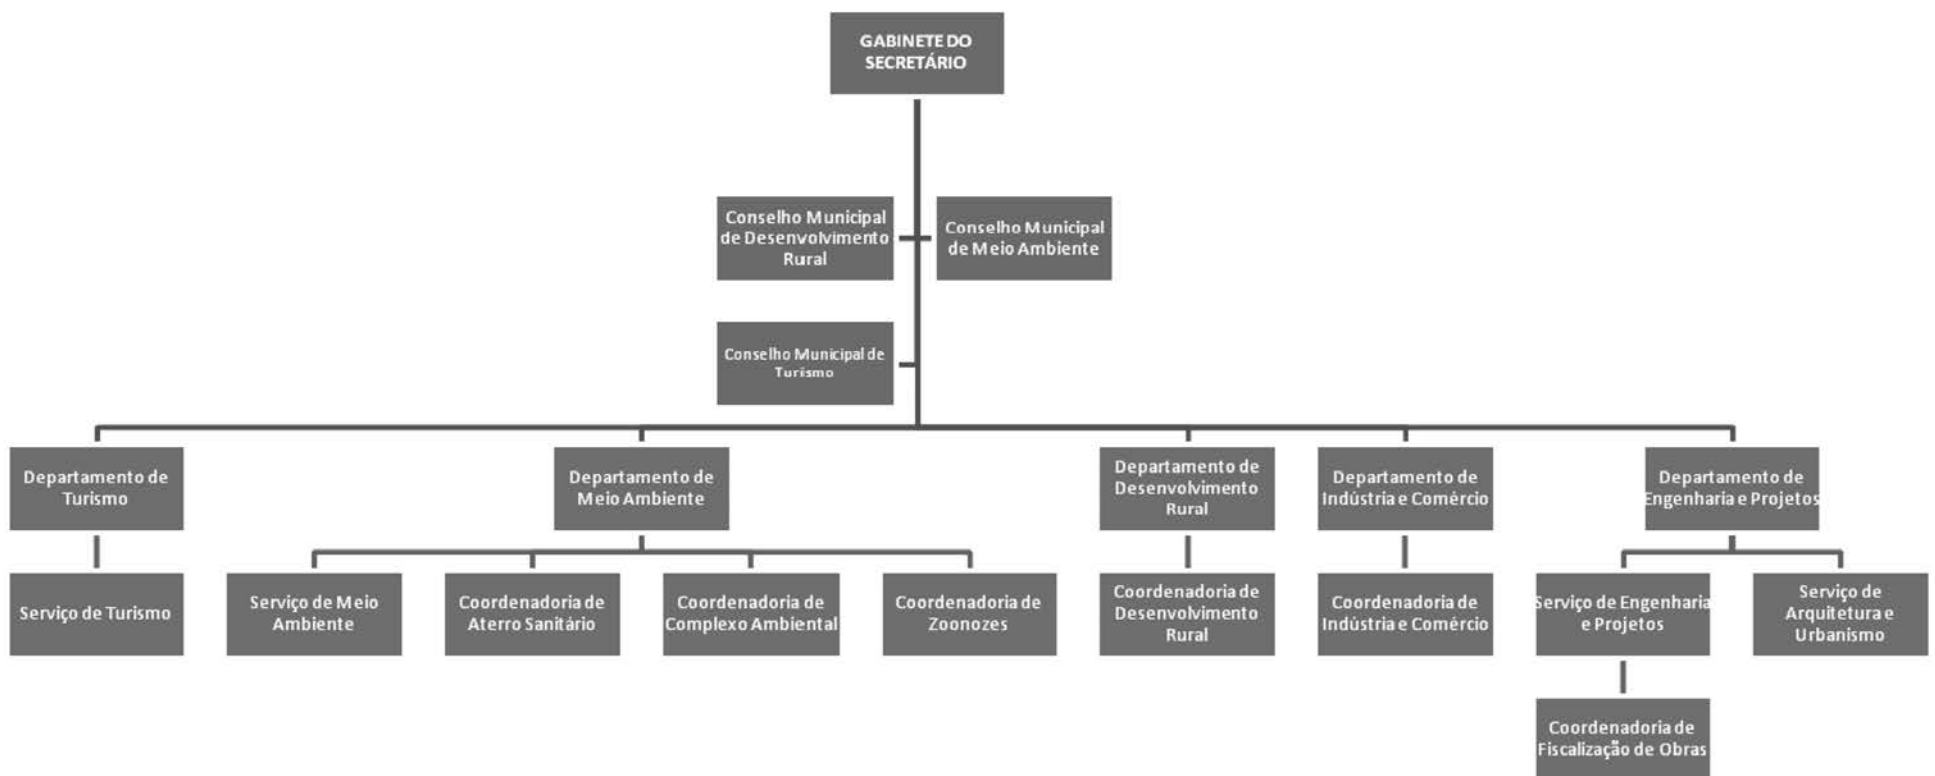 GABINETE DO
SECRETÁRIO
Conselho Municipal
de Desenvolvimento
Rural
Conselho Municipal
de Meio Ambiente
Conselho Municipal de
Turismo
Departamento de
Turismo
Departamento de
Meio Ambiente
Departamento de
Desenvolvimento
Rural
Departamento de
Indústria e Comércio
Departamento de
Engenharia e Projetos
Serviço de Turismo
Serviço de Meio
Ambiente
Coordenadoria de
Aterro Sanitário
Coordenadoria de
Complexo Ambiental
Coordenadoria de
Zoonozes
Coordenadoria de
Desenvolvimento
Rural
Coordenadoria de
Indústria e Comércio
Serviço de Engenharia
e Projetos
Serviço de
Arquitetura e
Urbanismo
Coordenadoria de
Fiscalização de Obras